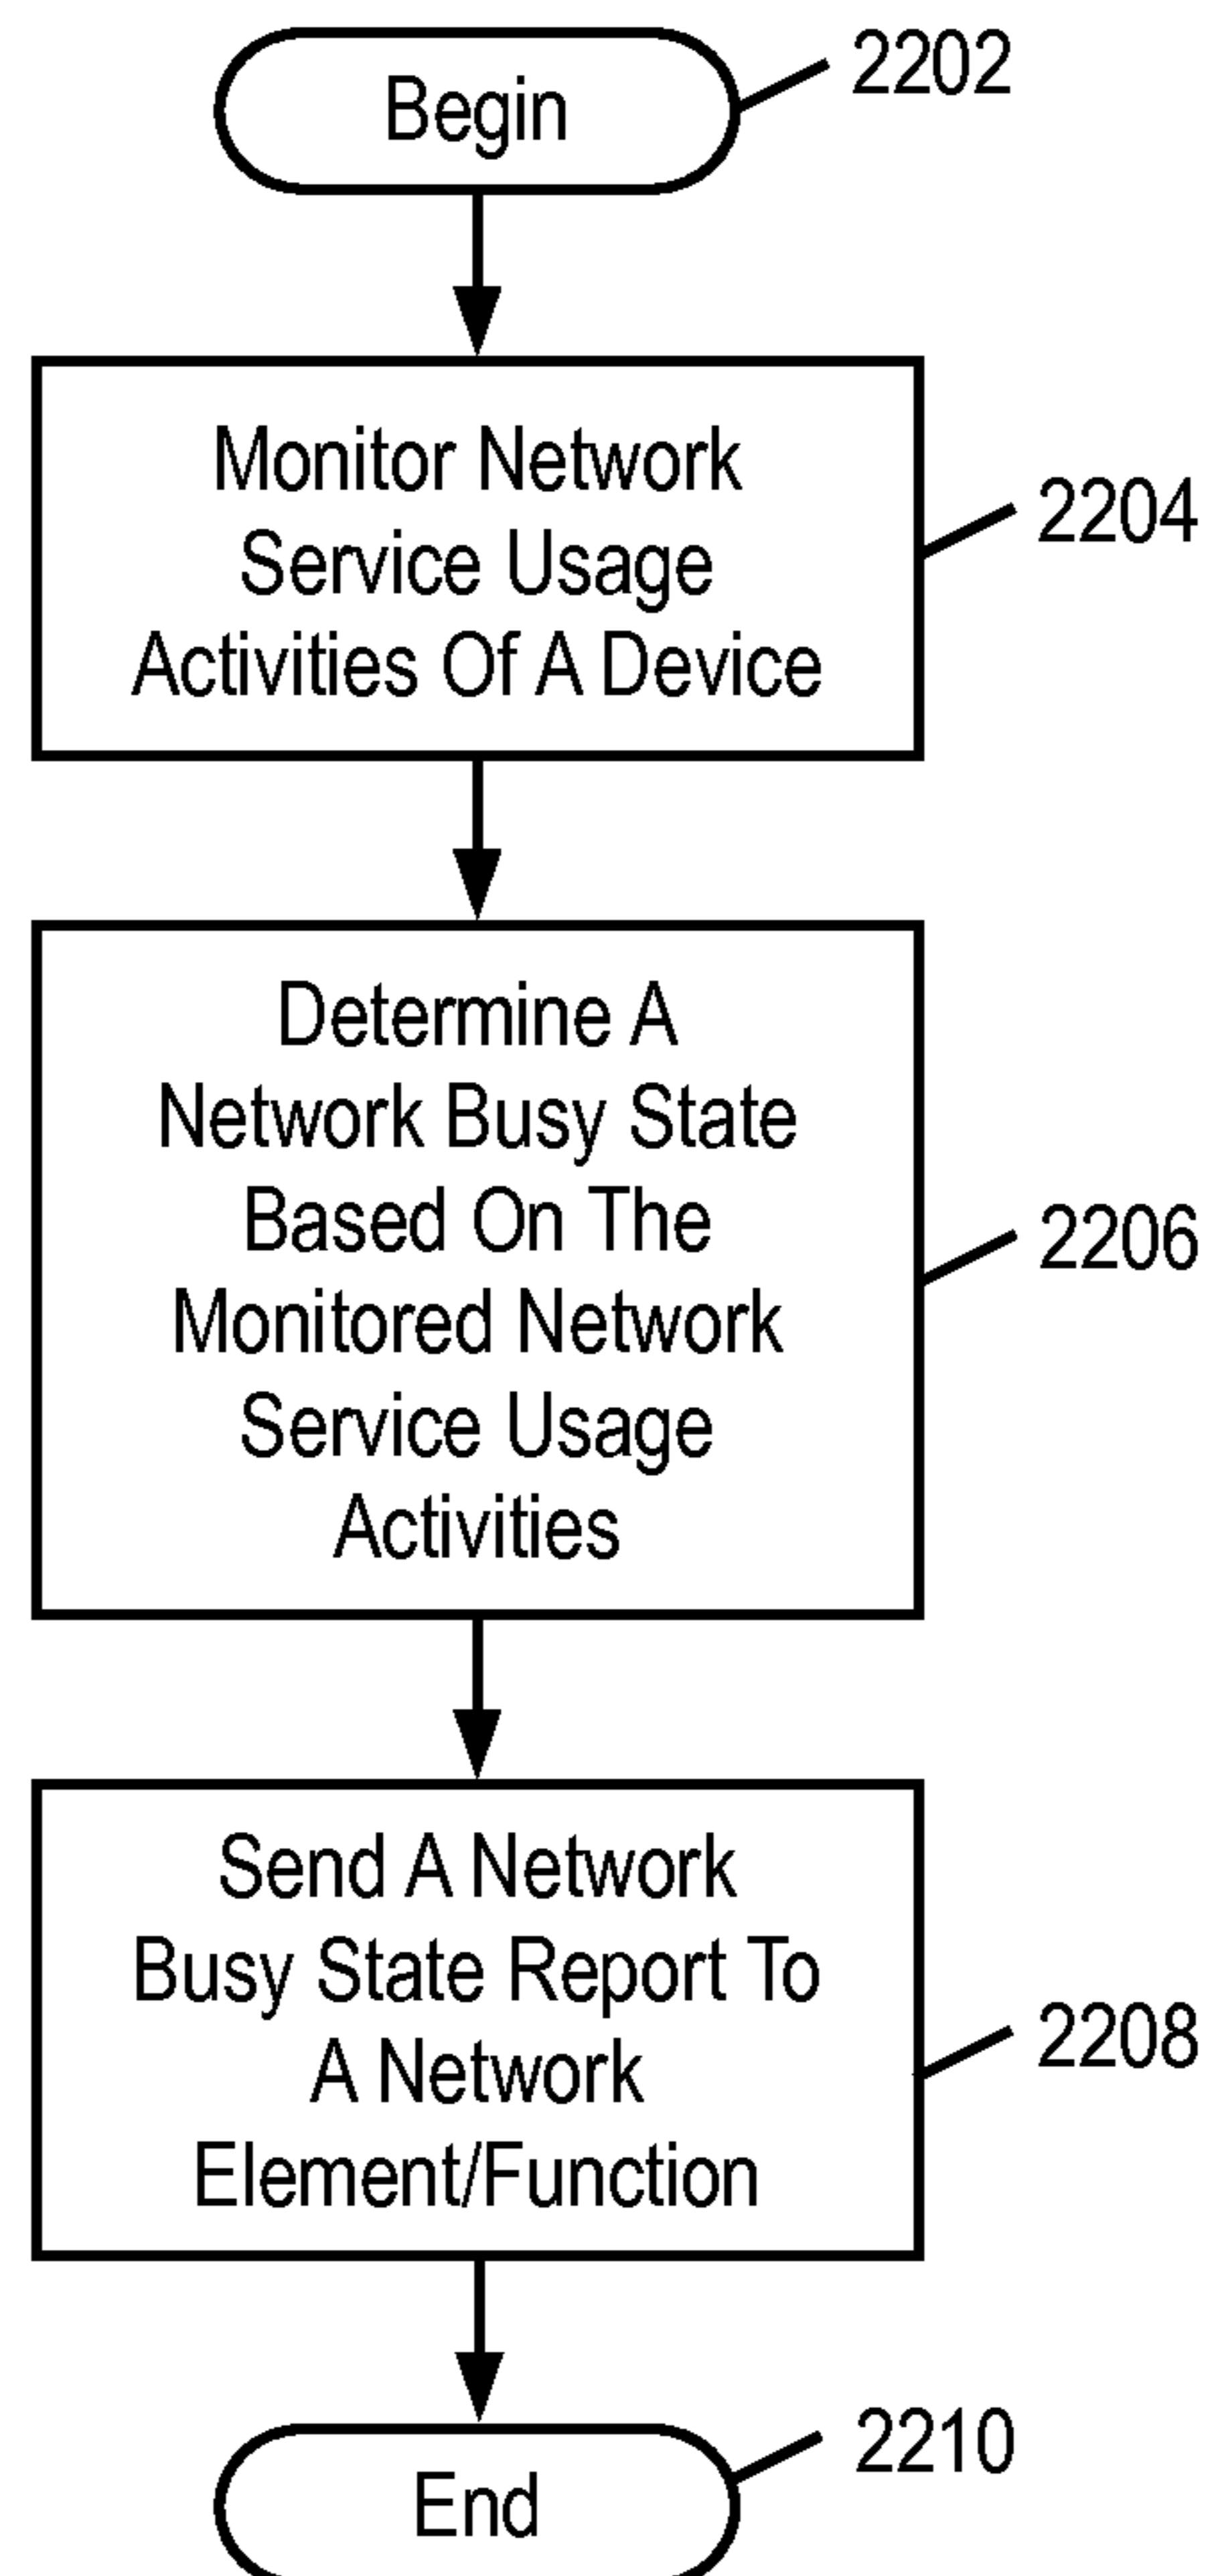 Begin
2202
Monitor Network
Service Usage
Activities Of A Device
2204
Determine A
Network Busy State
Based On The
Monitored Network
Service Usage
Activities
2206
Send A Network
Busy State Report To
A Network
Element/Function
2208
End
2210